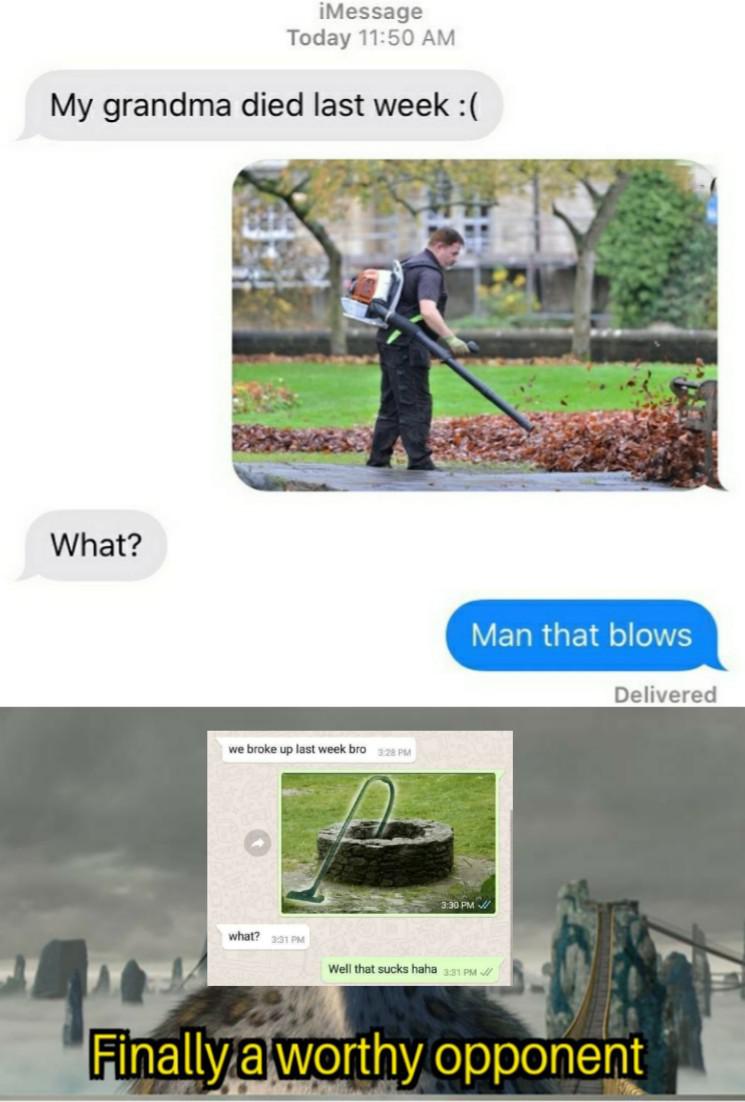 iMessage
Today 11:50 AM
My grandma died last week :(
What?
Man that blows
Delivered
we broke up last week bro 3:28 PM
3:30 PM
what? 3:31 PM
Well that sucks haha 3:31 PM
Finally a worthy opponent